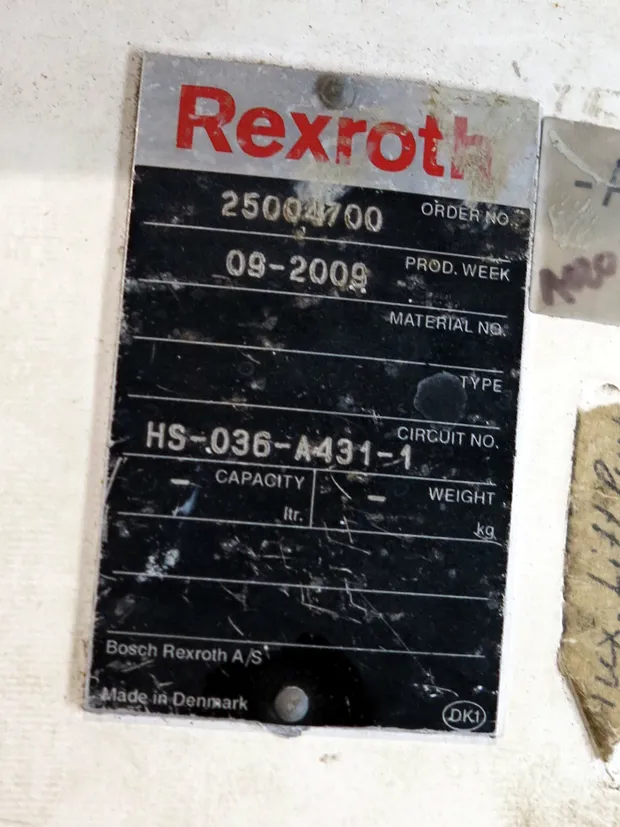 Rexroth
25004700 ORDER NO.
09-2009 PROD. WEEK
MATERIAL NO.
TYPE
HS-036-A431-1 CIRCUIT NO.
- CAPACITY - WEIGHT
ltr. kg
Bosch Rexroth A/S
Made in Denmark
DK1